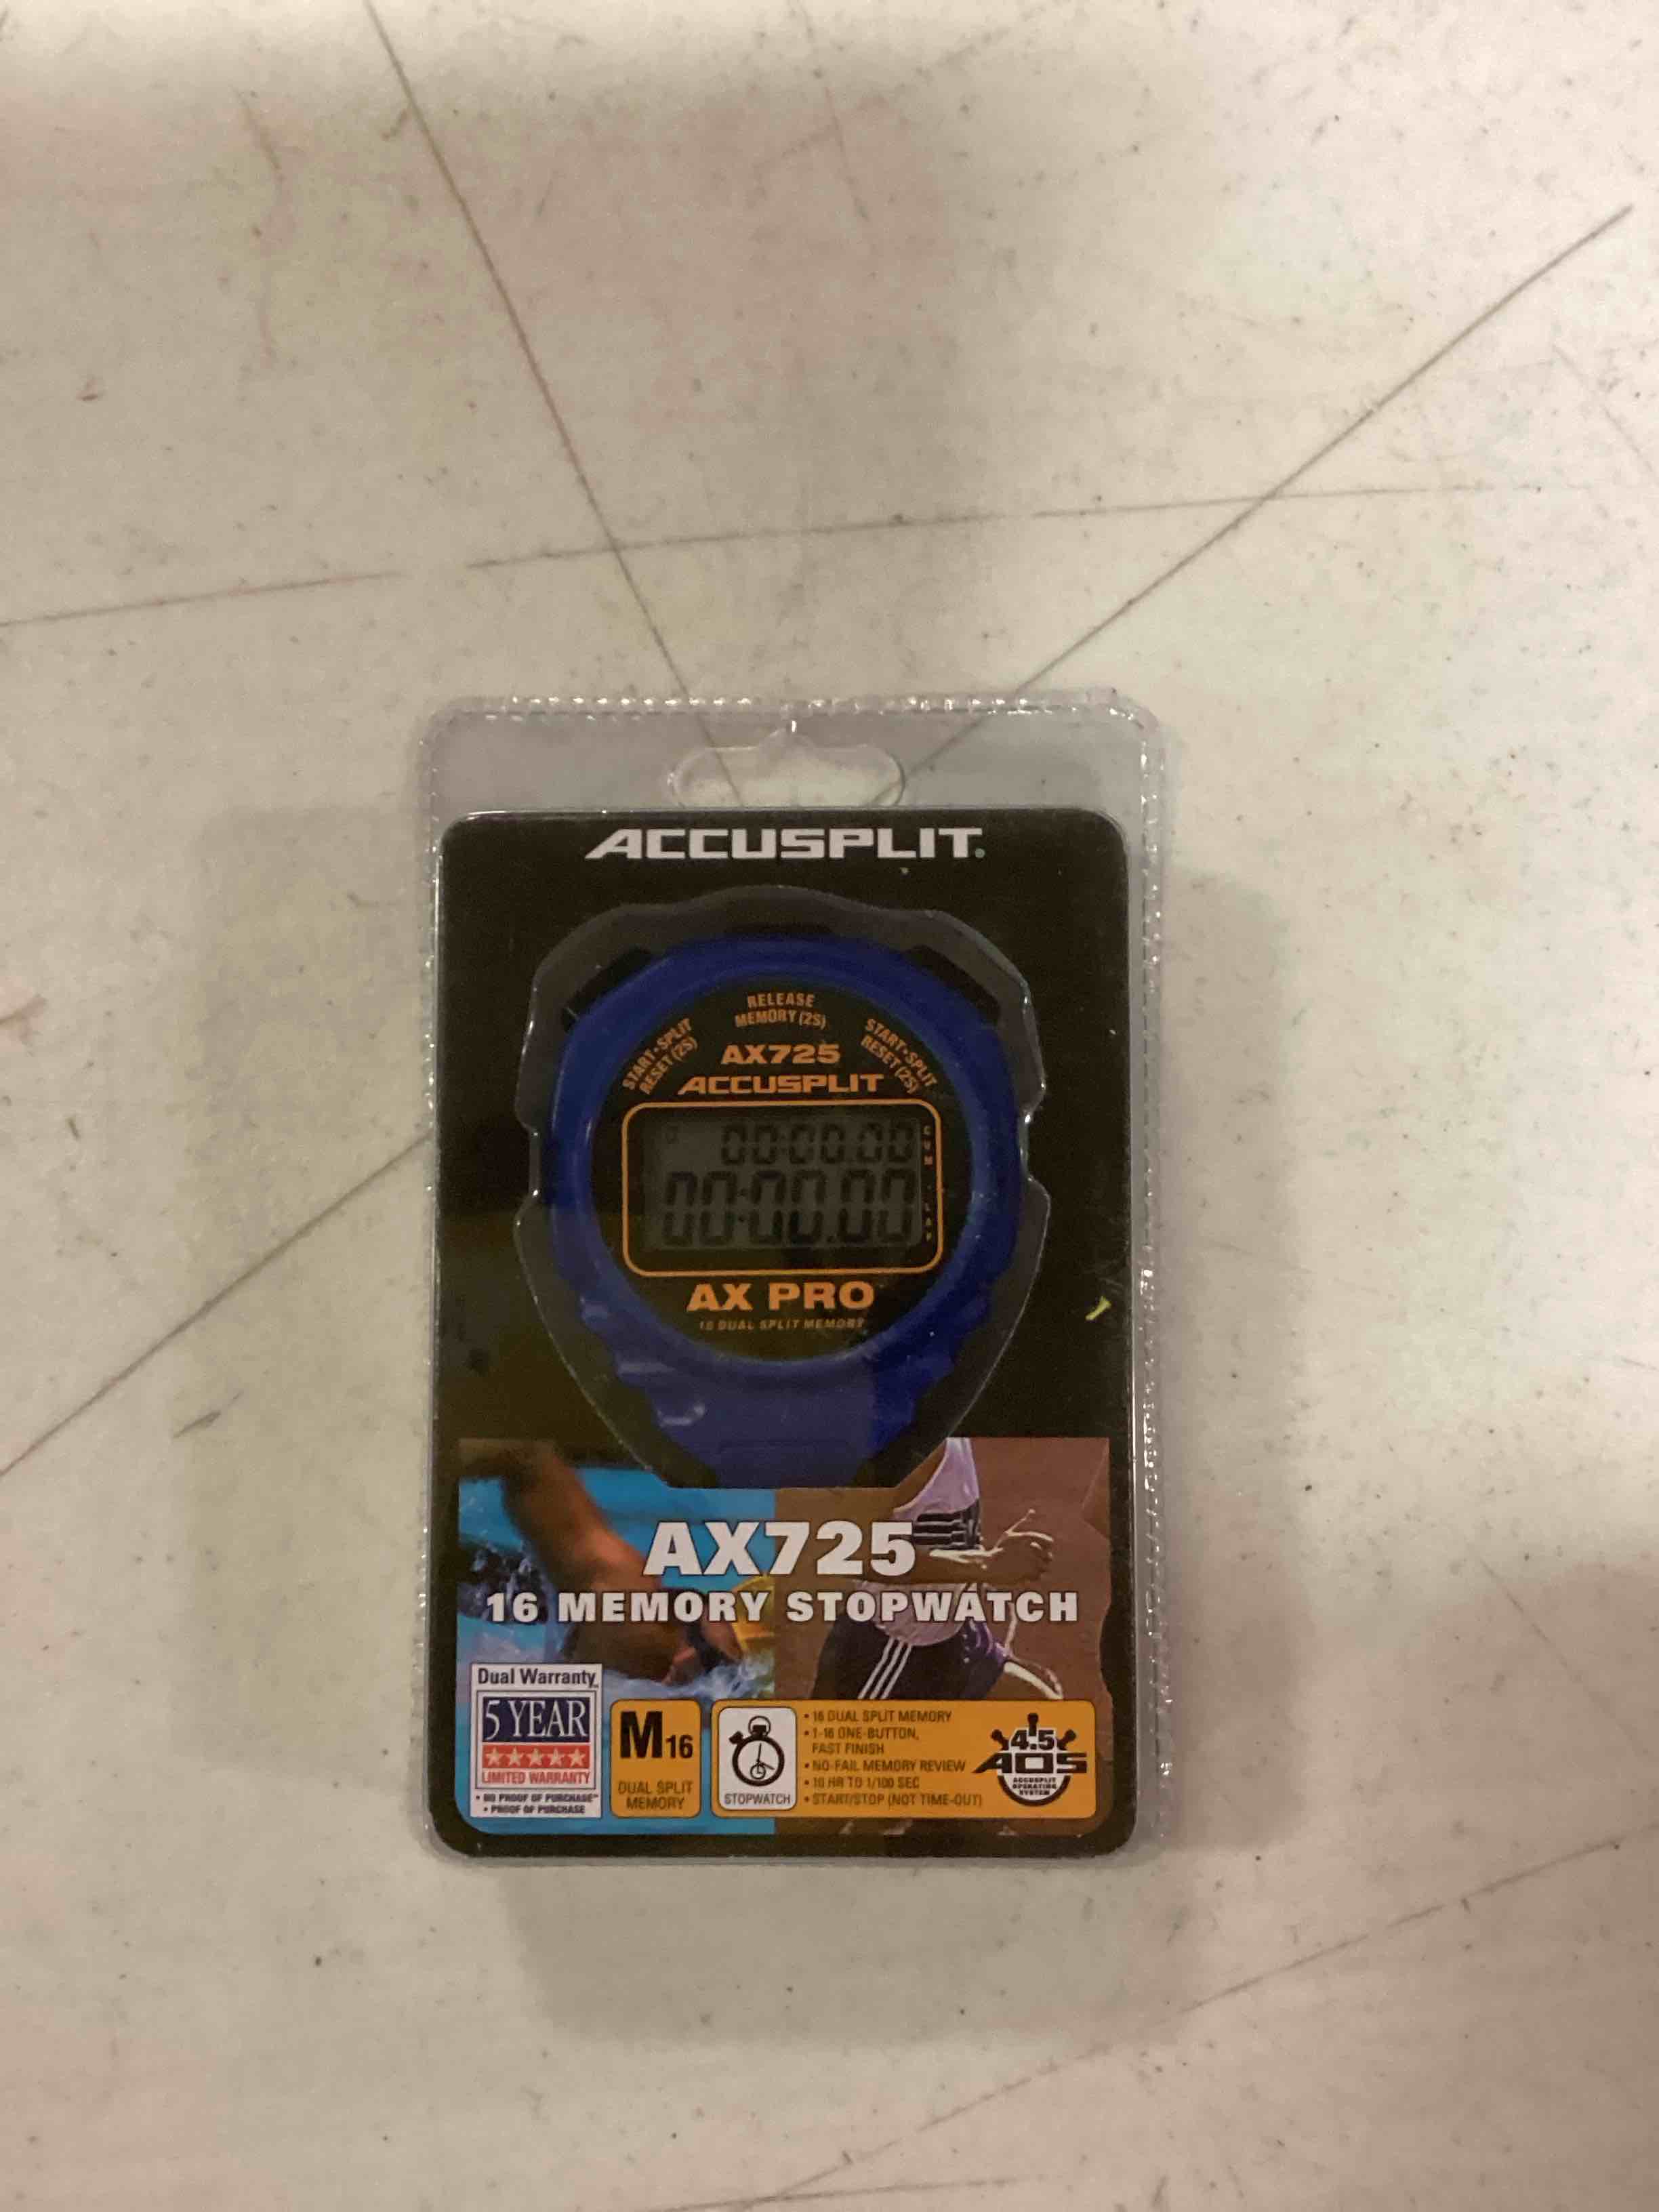 ACCUSPLIT®
RELEASE
MEMORY (2S)
START•SPLIT
RESET (2S)
START•SPLIT
RESET (2S)
AX725
ACCUSPLIT
00:00.00
CUM
00:00.00
LAP
AX PRO
16 DUAL SPLIT MEMORY
AX725
16 MEMORY STOPWATCH
Dual Warranty
5 YEAR
LIMITED WARRANTY
• NO PROOF OF PURCHASE
• PROOF OF PURCHASE
M16
DUAL SPLIT
MEMORY
STOPWATCH
• 16 DUAL SPLIT MEMORY
• 1-16 ONE-BUTTON,
FAST FINISH
• NO-FAIL MEMORY REVIEW
• 10 HR TO 1/100 SEC
• START/STOP (NOT TIME-OUT)
4.5
AOS
ACCUSPLIT
OPERATING
SYSTEM